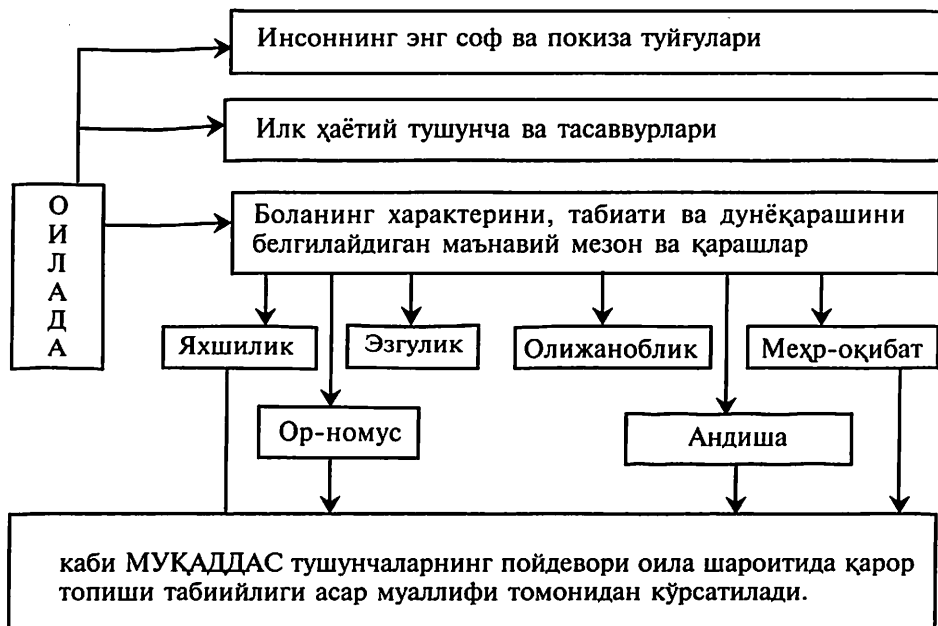 Инсоннинг энг соф ва покиза туйғулари
Илк ҳаётий тушунча ва тасаввурлари
О
И
Л
А
Д
А
Боланинг характерини, табиати ва дунёқарашини
белгилайдиган маънавий мезон ва қарашлар
Яхшилик
Эзгулик
Олижаноблик
Меҳр-оқибат
Ор-номус
Андиша
каби МУҚАДДАС тушунчаларнинг пойдевори оила шароитида қарор
топиши табиийлиги асар муаллифи томонидан кўрсатилади.